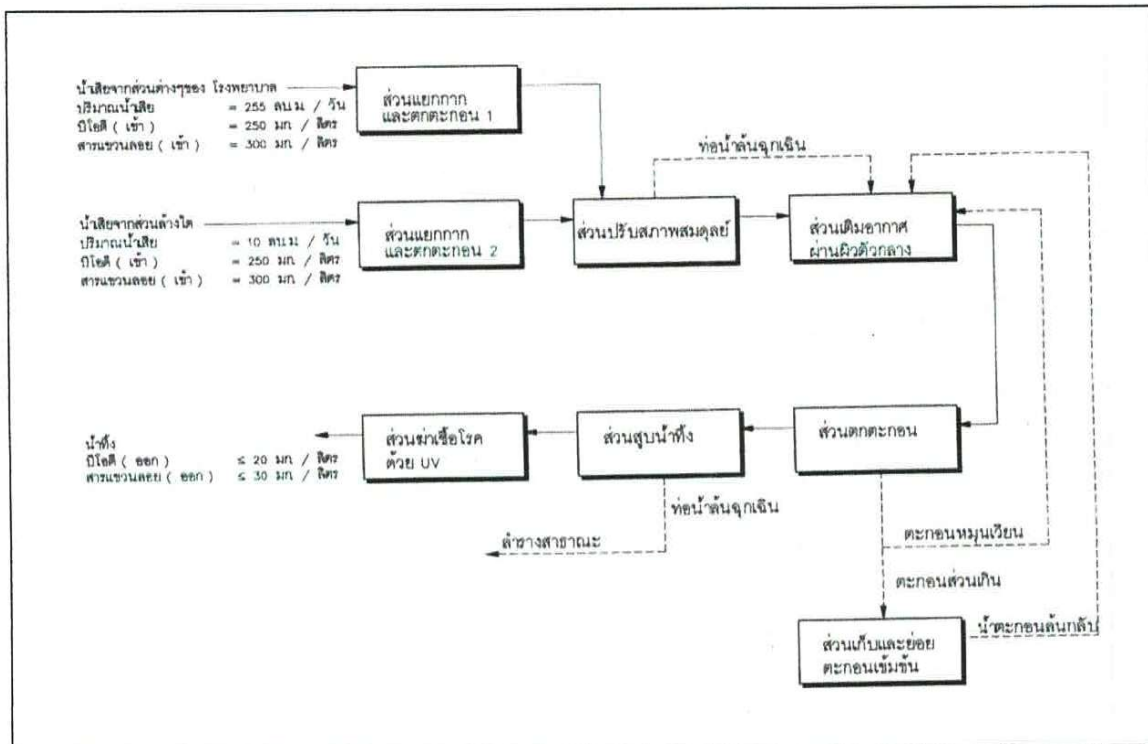 น้ำเสียจากส่วนต่างๆของ โรงพยาบาล
ปริมาณน้ำเสีย = 255 ลบ.ม. / วัน
บีโอดี ( เข้า ) = 250 มก. / ลิตร
สารแขวนลอย ( เข้า ) = 300 มก. / ลิตร
ส่วนแยกกาก
และตกตะกอน 1
ท่อน้ำล้นฉุกเฉิน
น้ำเสียจากส่วนล้างไต
ปริมาณน้ำเสีย = 10 ลบ.ม. / วัน
บีโอดี ( เข้า ) = 250 มก. / ลิตร
สารแขวนลอย ( เข้า ) = 300 มก. / ลิตร
ส่วนแยกกาก
และตกตะกอน 2
ส่วนปรับสภาพสมดุลย์
ส่วนเติมอากาศ
ผ่านผิวตัวกลาง
น้ำทิ้ง
บีโอดี ( ออก ) ≤ 20 มก. / ลิตร
สารแขวนลอย ( ออก ) ≤ 30 มก. / ลิตร
ส่วนฆ่าเชื้อโรค
ด้วย UV
ส่วนสูบน้ำทิ้ง
ส่วนตกตะกอน
ท่อน้ำล้นฉุกเฉิน
ลำรางสาธาณะ
ตะกอนหมุนเวียน
ตะกอนส่วนเกิน
น้ำตะกอนล้นกลับ
ส่วนเก็บและย่อย
ตะกอนเข้มข้น